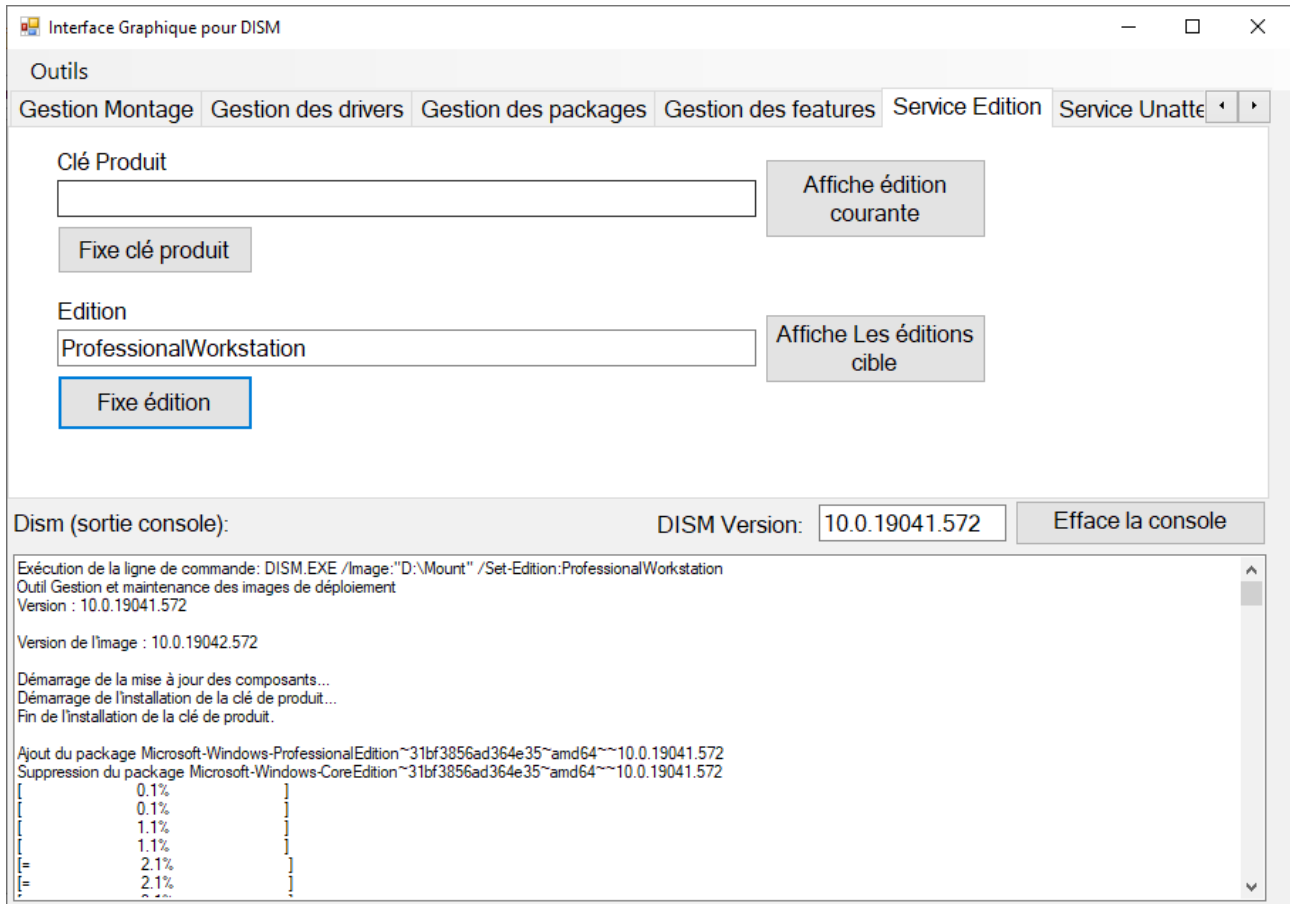 Interface Graphique pour DISM
Outils
Gestion Montage Gestion des drivers Gestion des packages Gestion des features Service Edition Service Unatte
Clé Produit
Affiche édition
courante
Fixe clé produit
Edition
ProfessionalWorkstation
Affiche Les éditions
cible
Fixe édition
Dism (sortie console):
DISM Version: 10.0.19041.572 Efface la console
Exécution de la ligne de commande: DISM.EXE /Image:"D:\Mount" /Set-Edition:ProfessionalWorkstation
Outil Gestion et maintenance des images de déploiement
Version : 10.0.19041.572
Version de l'image : 10.0.19042.572
Démarrage de la mise à jour des composants...
Démarrage de l'installation de la clé de produit...
Fin de l'installation de la clé de produit.
Ajout du package Microsoft-Windows-ProfessionalEdition~31bf3856ad364e35~amd64~~10.0.19041.572
Suppression du package Microsoft-Windows-CoreEdition~31bf3856ad364e35~amd64~~10.0.19041.572
[ 0.1% ]
[ 0.1% ]
[ 1.1% ]
[ 1.1% ]
[= 2.1% ]
[= 2.1% ]